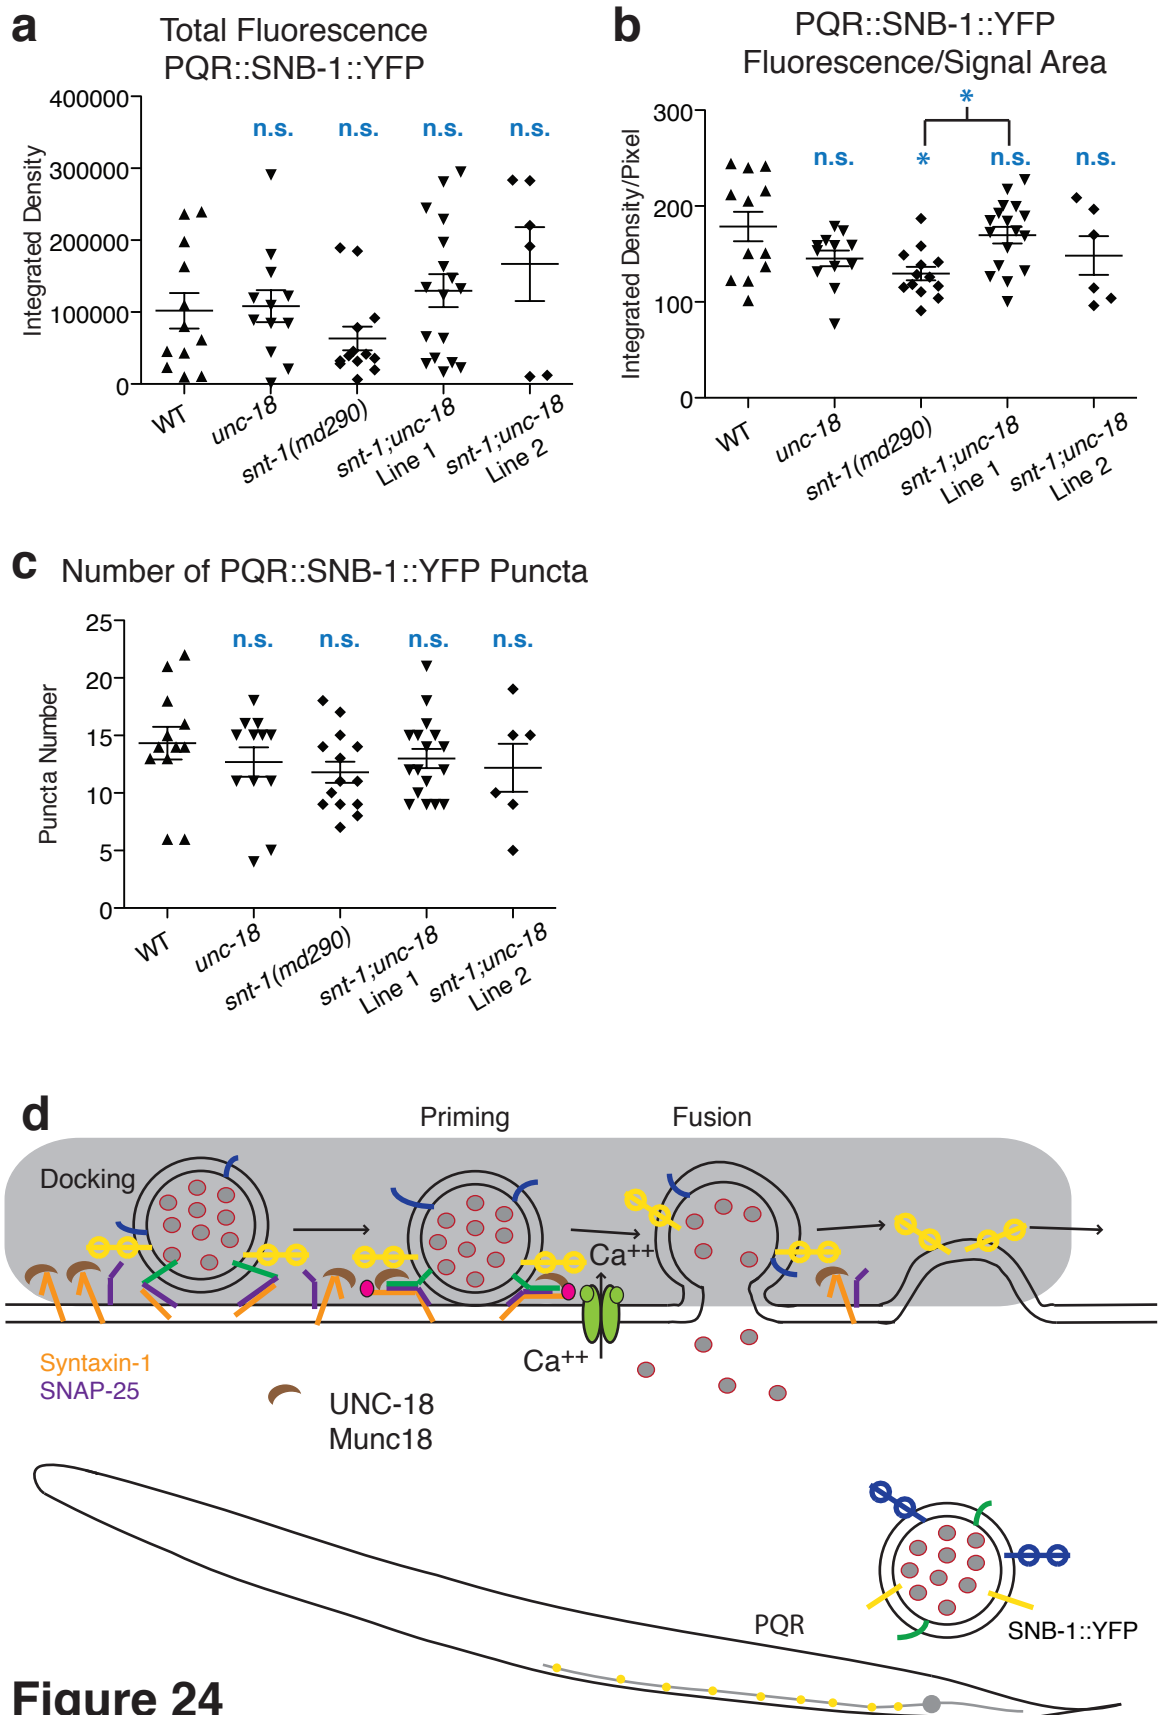 a
Total Fluorescence
PQR::SNB-1::YFP
Integrated Density
400000
300000
200000
100000
0
n.s.
n.s.
n.s.
n.s.
WT
unc-18
snt-1(md290)
snt-1;unc-18
Line 1
snt-1;unc-18
Line 2
b
PQR::SNB-1::YFP
Fluorescence/Signal Area
Integrated Density/Pixel
300
200
100
0
*
n.s.
*
n.s.
n.s.
WT
unc-18
snt-1(md290)
snt-1;unc-18
Line 1
snt-1;unc-18
Line 2
c
Number of PQR::SNB-1::YFP Puncta
Puncta Number
25
20
15
10
5
0
n.s.
n.s.
n.s.
n.s.
WT
unc-18
snt-1(md290)
snt-1;unc-18
Line 1
snt-1;unc-18
Line 2
d
Priming
Fusion
Docking
Ca++
Ca++
Syntaxin-1
SNAP-25
UNC-18
Munc18
PQR
SNB-1::YFP
Figure 24